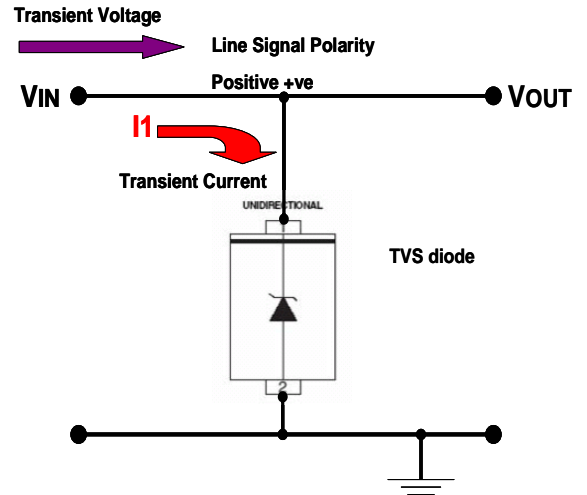 Transient Voltage
Line Signal Polarity
Positive +ve
VIN
VOUT
I1
Transient Current
UNIDIRECTIONAL
TVS diode
2